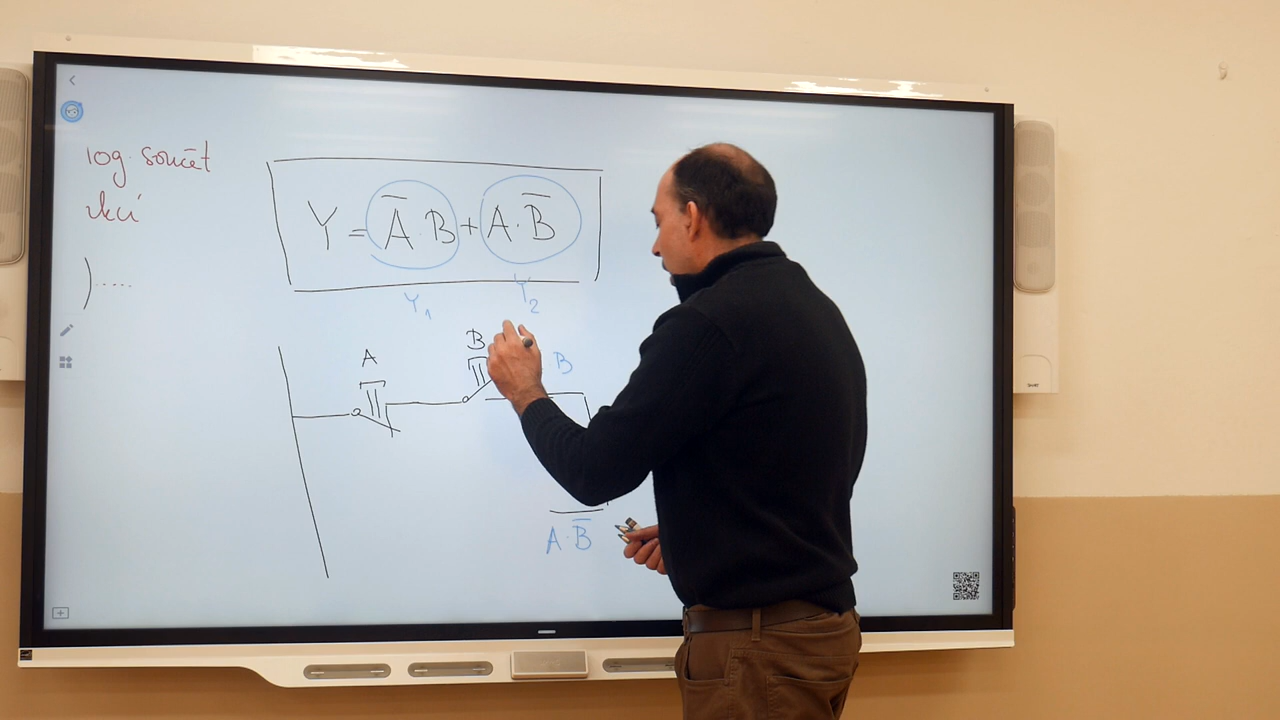 log. součet
Y = A̅·B + A·B̅
).....
Y₁ Y₂
A B B
A·B̅